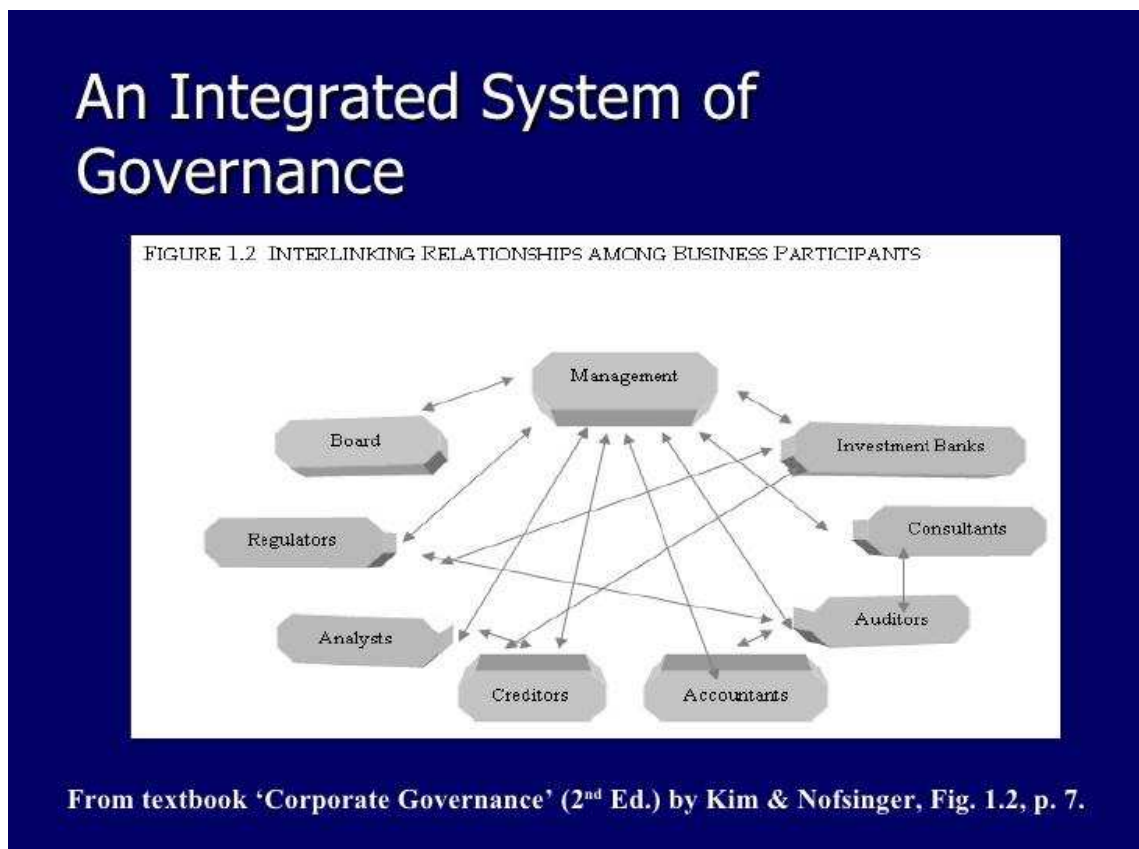 An Integrated System of
Governance
FIGURE 1.2 INTERLINKING RELATIONSHIPS AMONG BUSINESS PARTICIPANTS
Management
Board
Investment Banks
Regulators
Consultants
Analysts
Auditors
Creditors
Accountants
From textbook ‘Corporate Governance’ (2nd Ed.) by Kim & Nofsinger, Fig. 1.2, p. 7.